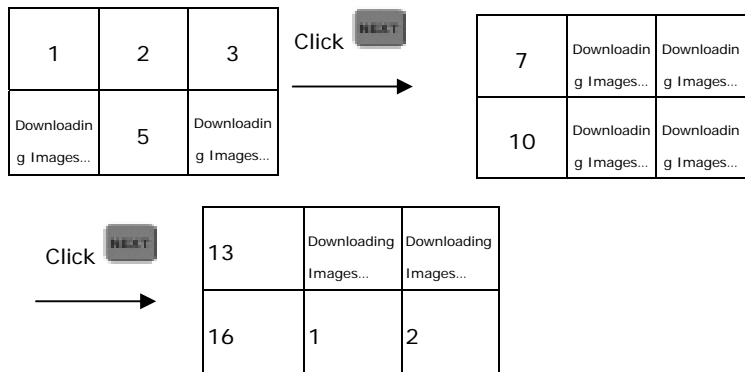 1 2 3
Downloadin
g Images...
5
Downloadin
g Images...
Click NEXT
7
Downloadin
g Images...
Downloadin
g Images...
10
Downloadin
g Images...
Downloadin
g Images...
Click NEXT
13
Downloading
Images...
Downloading
Images...
16 1 2